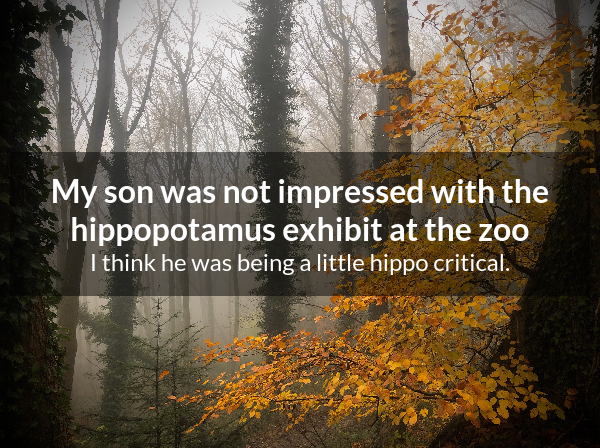 My son was not impressed with the
hippopotamus exhibit at the zoo
I think he was being a little hippo critical.